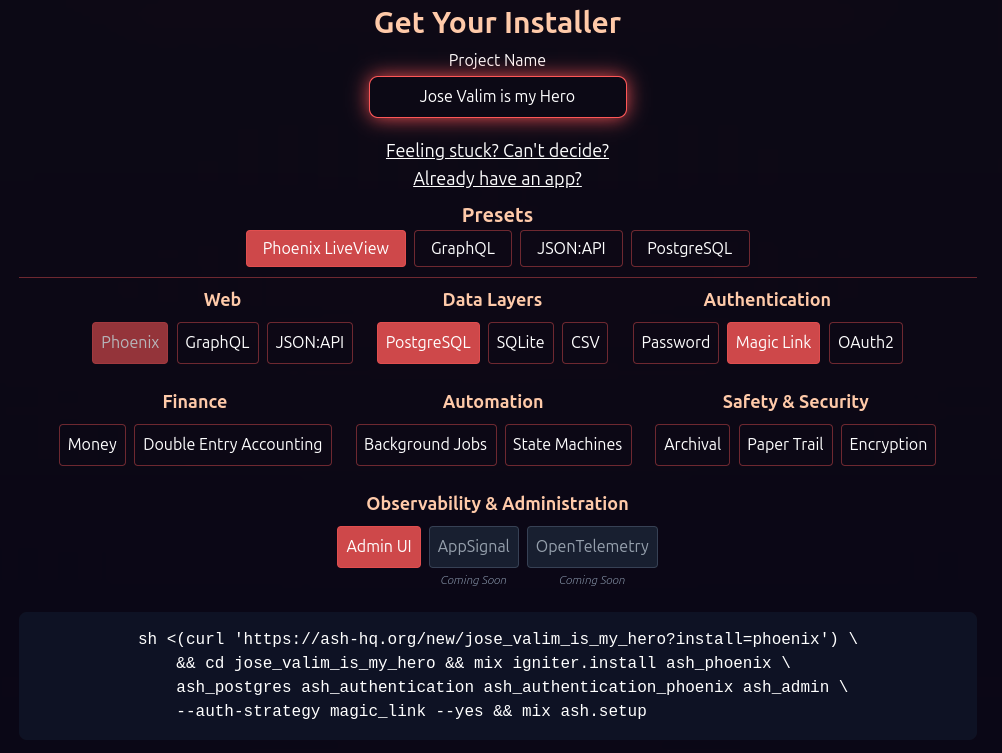 Get Your Installer
Project Name
Jose Valim is my Hero
Feeling stuck? Can't decide?
Already have an app?
Presets
Phoenix LiveView GraphQL JSON:API PostgreSQL
Web Data Layers Authentication
Phoenix GraphQL JSON:API PostgreSQL SQLite CSV Password Magic Link OAuth2
Finance Automation Safety & Security
Money Double Entry Accounting Background Jobs State Machines Archival Paper Trail Encryption
Observability & Administration
Admin UI AppSignal OpenTelemetry
Coming Soon Coming Soon
sh <(curl 'https://ash-hq.org/new/jose_valim_is_my_hero?install=phoenix') \
&& cd jose_valim_is_my_hero && mix igniter.install ash_phoenix \
ash_postgres ash_authentication ash_authentication_phoenix ash_admin \
--auth-strategy magic_link --yes && mix ash.setup